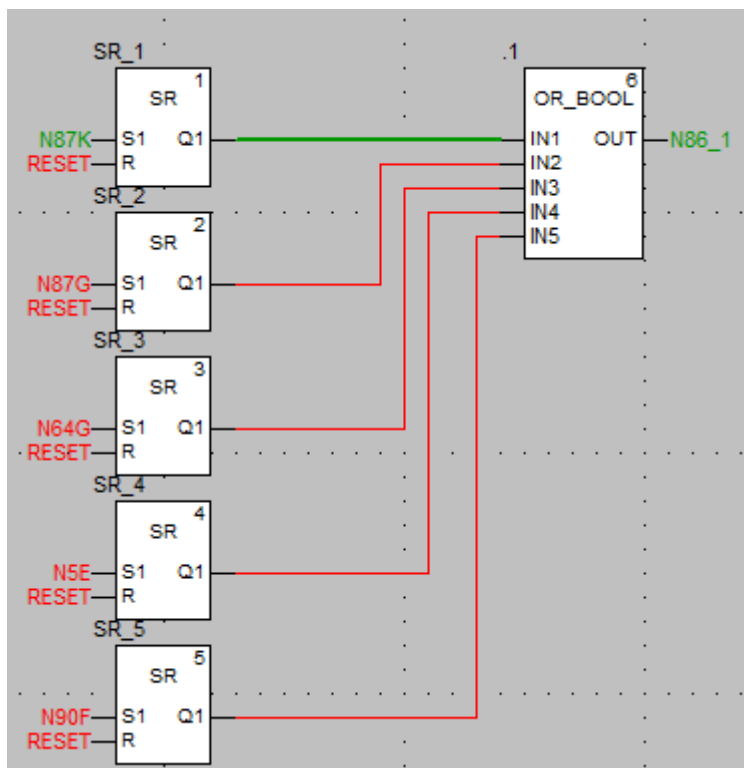 SR_1
1
SR
N87K S1 Q1
RESET R
SR_2
2
SR
N87G S1 Q1
RESET R
SR_3
3
SR
N64G S1 Q1
RESET R
SR_4
4
SR
N5E S1 Q1
RESET R
SR_5
5
SR
N90F S1 Q1
RESET R
.1
6
OR_BOOL
IN1 OUT N86_1
IN2
IN3
IN4
IN5